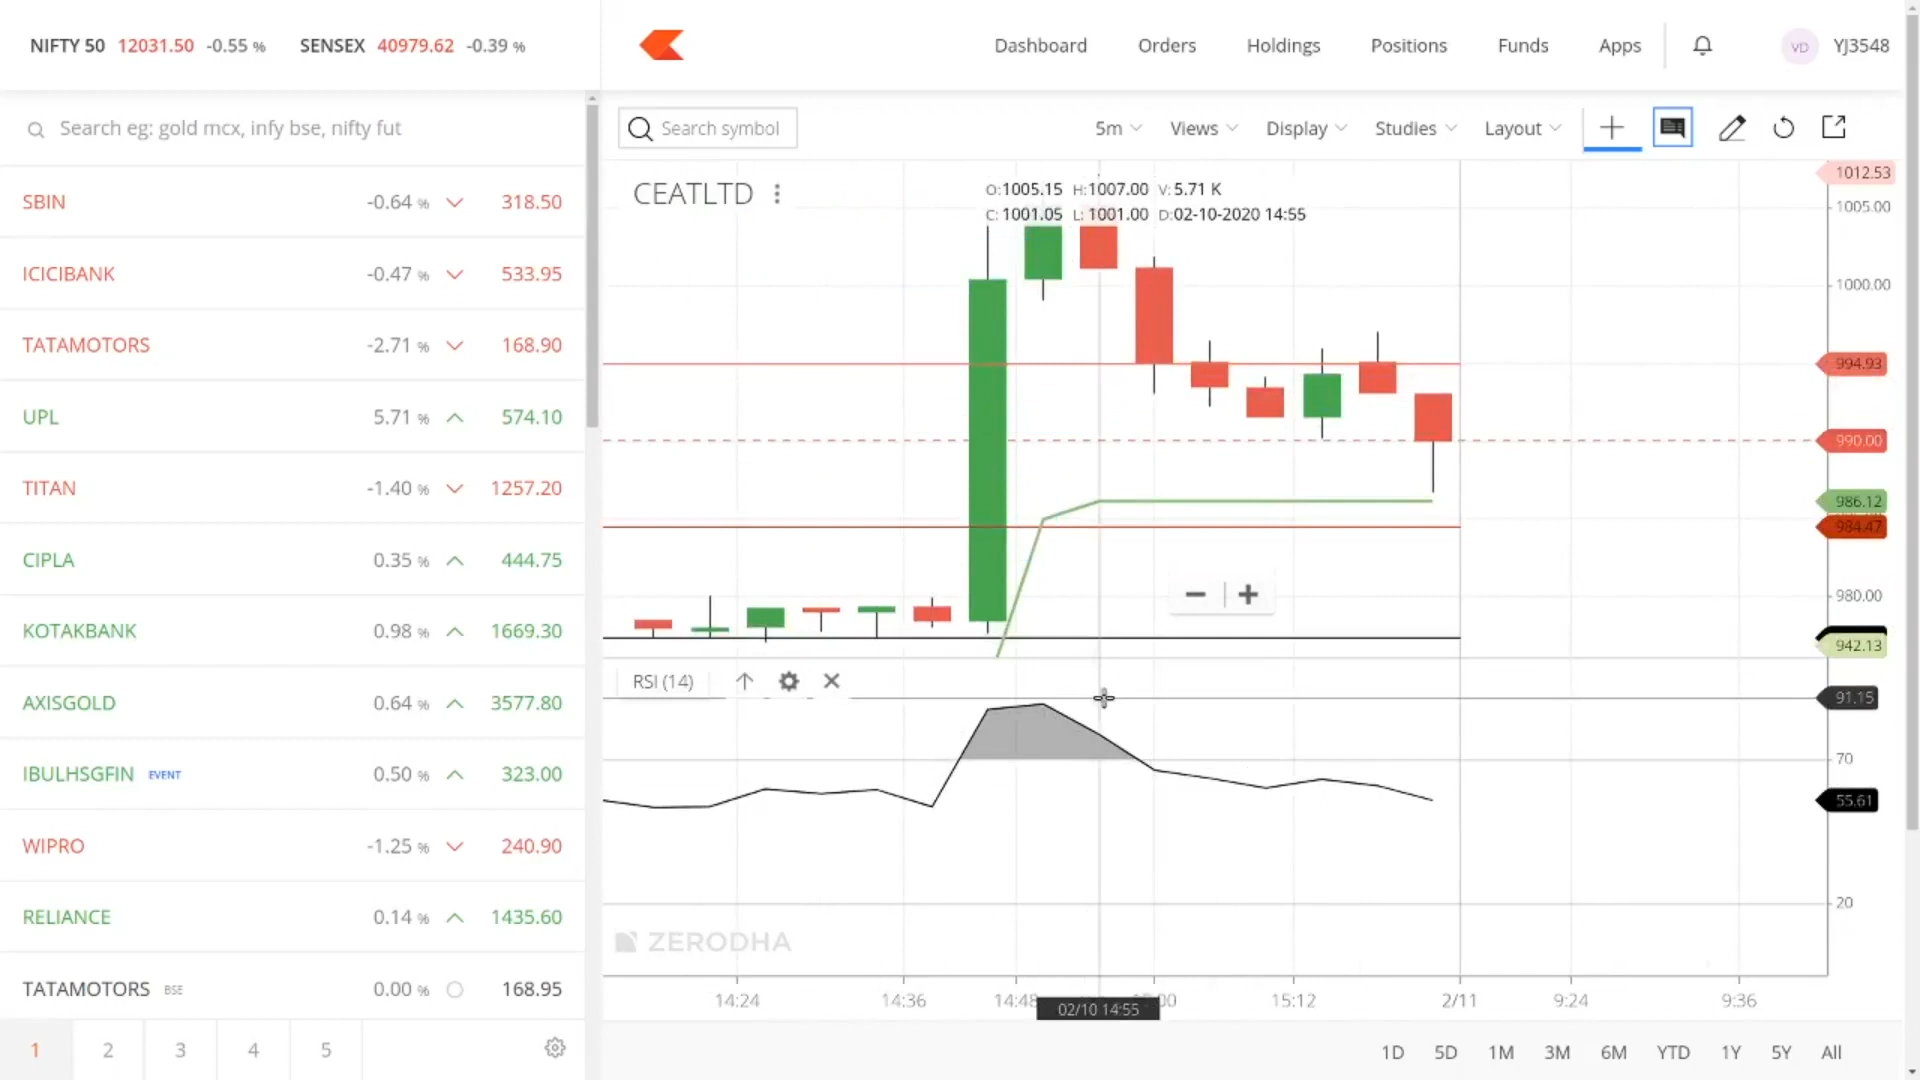 NIFTY 50 12031.50 -0.55 % SENSEX 40979.62 -0.39 %
Dashboard Orders Holdings Positions Funds Apps VD YJ3548
Search eg: gold mcx, infy bse, nifty fut
SBIN -0.64 % 318.50
ICICIBANK -0.47 % 533.95
TATAMOTORS -2.71 % 168.90
UPL 5.71 % 574.10
TITAN -1.40 % 1257.20
CIPLA 0.35 % 444.75
KOTAKBANK 0.98 % 1669.30
AXISGOLD 0.64 % 3577.80
IBULHSGFIN EVENT 0.50 % 323.00
WIPRO -1.25 % 240.90
RELIANCE 0.14 % 1435.60
TATAMOTORS BSE 0.00 % 168.95
1 2 3 4 5
Search symbol 5m Views Display Studies Layout
CEATLTD
O:1005.15 H:1007.00 V:5.71 K
C: 1001.05 L: 1001.00 D:02-10-2020 14:55
1012.53
1005.00
1000.00
994.93
990.00
986.12
984.47
980.00
942.13
RSI (14)
91.15
70
55.61
20
ZERODHA
14:24 14:36 14:48 :00 15:12 2/11 9:24 9:36
02/10 14:55
1D 5D 1M 3M 6M YTD 1Y 5Y All